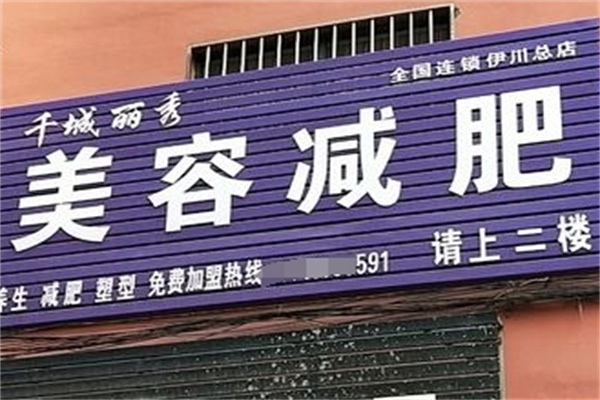 全国连锁伊川总店
千城丽秀
美容减肥
养生 减肥 塑型 免费加盟热线 591 请上二楼